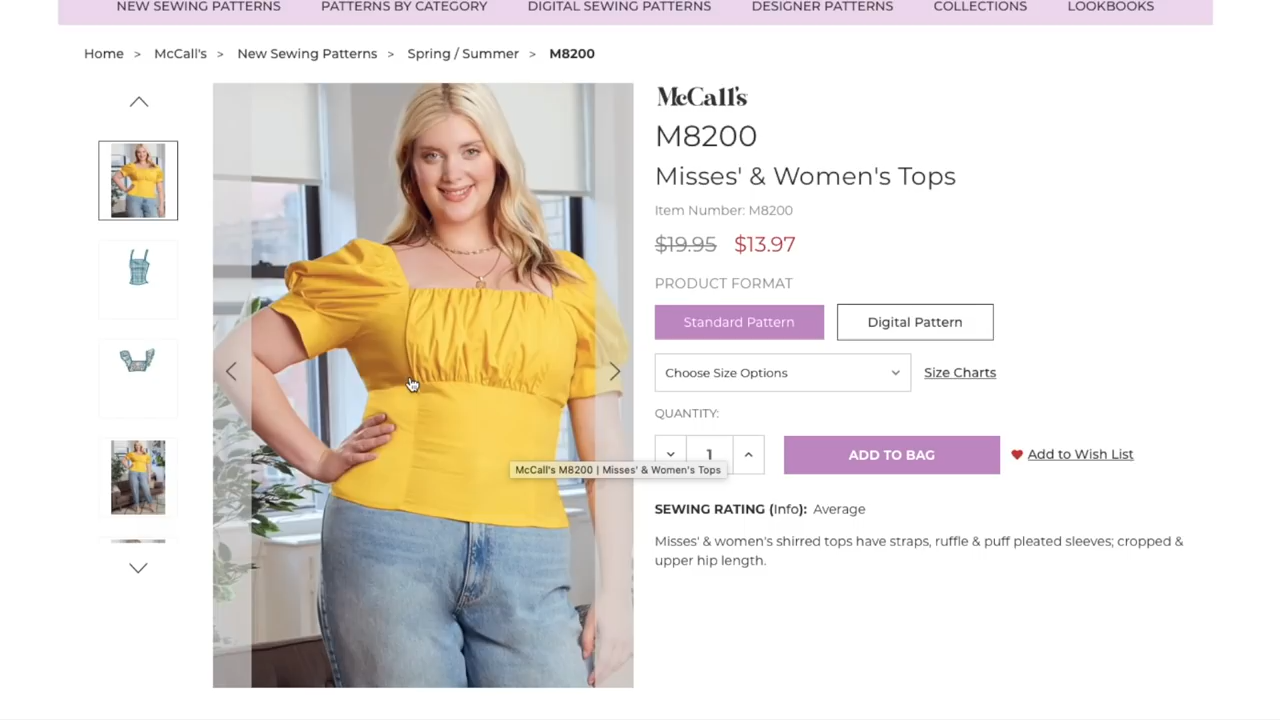 NEW SEWING PATTERNS PATTERNS BY CATEGORY DIGITAL SEWING PATTERNS DESIGNER PATTERNS COLLECTIONS LOOKBOOKS
Home > McCall's > New Sewing Patterns > Spring / Summer > M8200
McCall's
M8200
Misses' & Women's Tops
Item Number: M8200
$19.95 $13.97
PRODUCT FORMAT
Standard Pattern Digital Pattern
Choose Size Options Size Charts
QUANTITY:
1 ADD TO BAG Add to Wish List
McCall's M8200 | Misses' & Women's Tops
SEWING RATING (Info): Average
Misses' & women's shirred tops have straps, ruffle & puff pleated sleeves; cropped &
upper hip length.